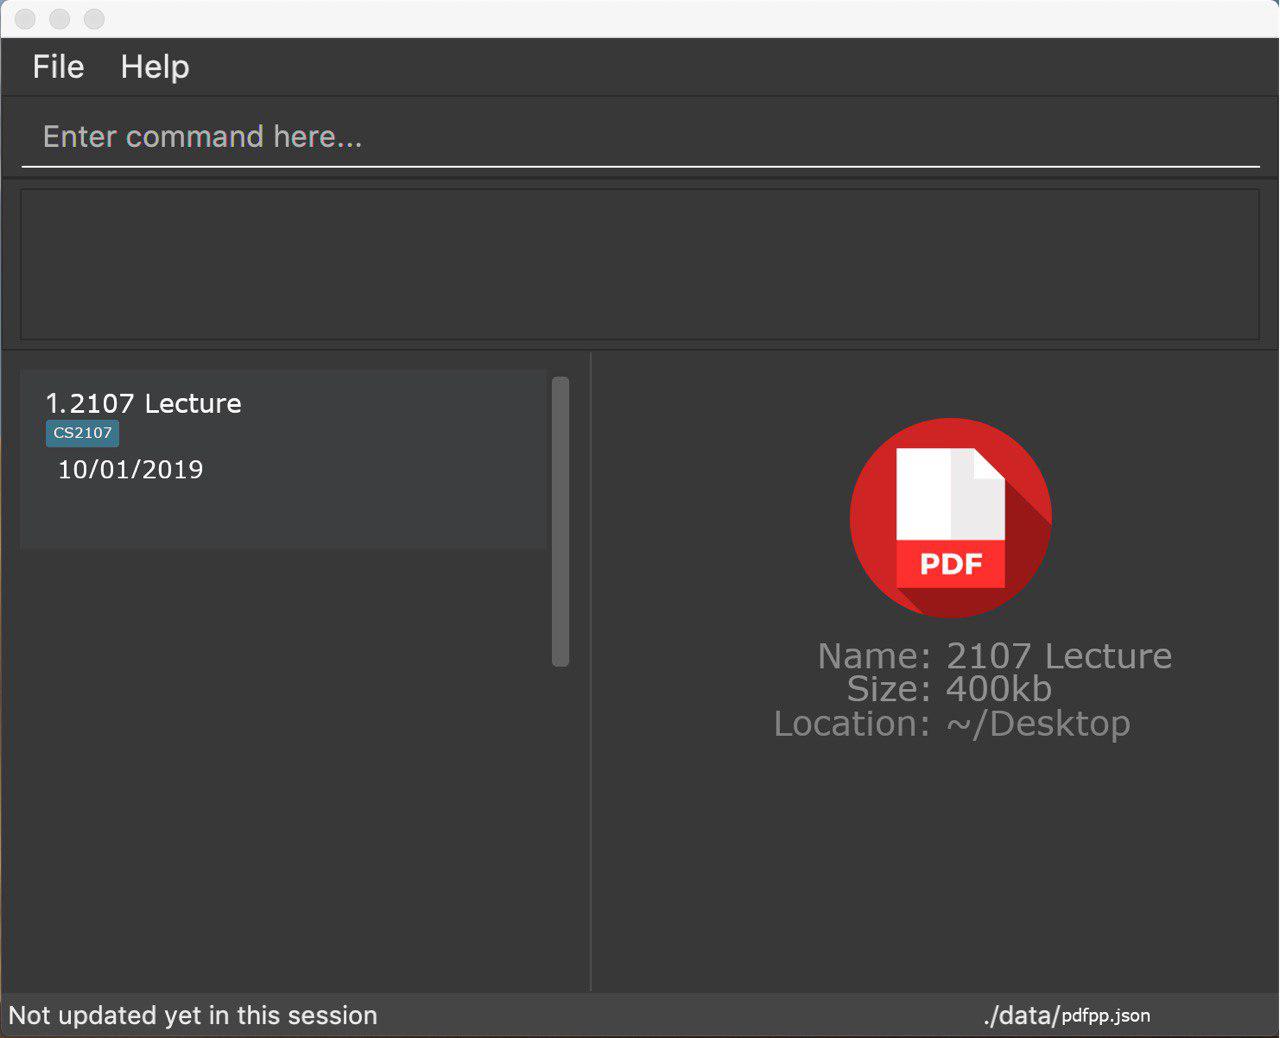 File Help
Enter command here...
1.2107 Lecture
CS2107
10/01/2019
PDF
Name: 2107 Lecture
Size: 400kb
Location: ~/Desktop
Not updated yet in this session
./data/pdfpp.json